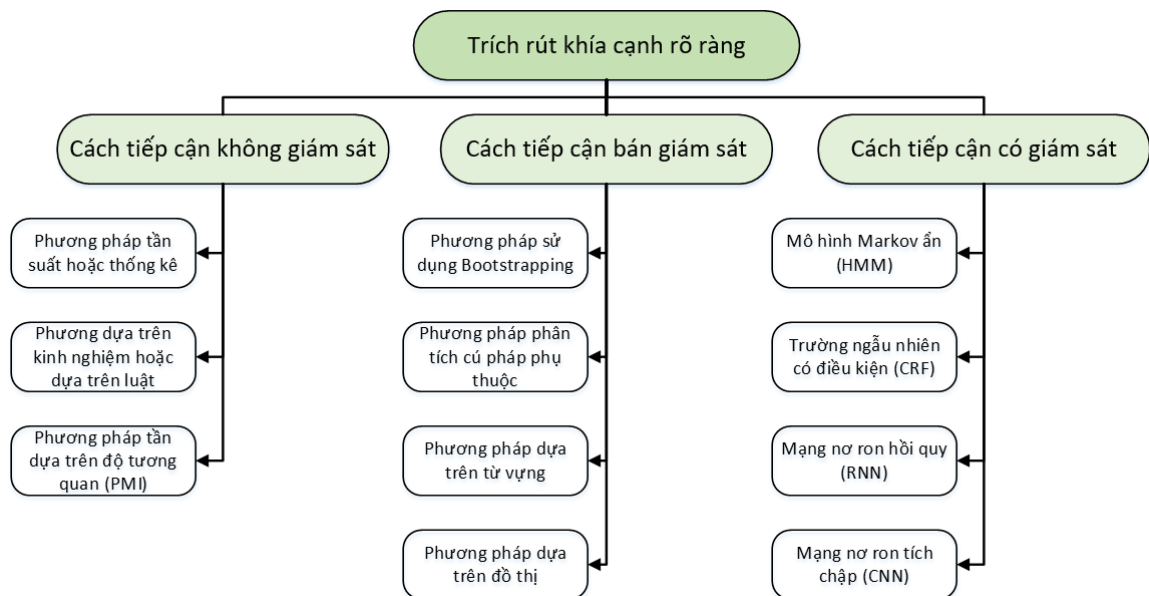 Trích rút khía cạnh rõ ràng
Cách tiếp cận không giám sát
Cách tiếp cận bán giám sát
Cách tiếp cận có giám sát
Phương pháp tần
suất hoặc thống kê
Phương dựa trên
kinh nghiệm hoặc
dựa trên luật
Phương pháp tần
dựa trên độ tương
quan (PMI)
Phương pháp sử
dụng Bootstrapping
Phương pháp phân
tích cú pháp phụ
thuộc
Phương pháp dựa
trên từ vựng
Phương pháp dựa
trên đồ thị
Mô hình Markov ẩn
(HMM)
Trường ngẫu nhiên
có điều kiện (CRF)
Mạng nơ ron hồi quy
(RNN)
Mạng nơ ron tích
chập (CNN)